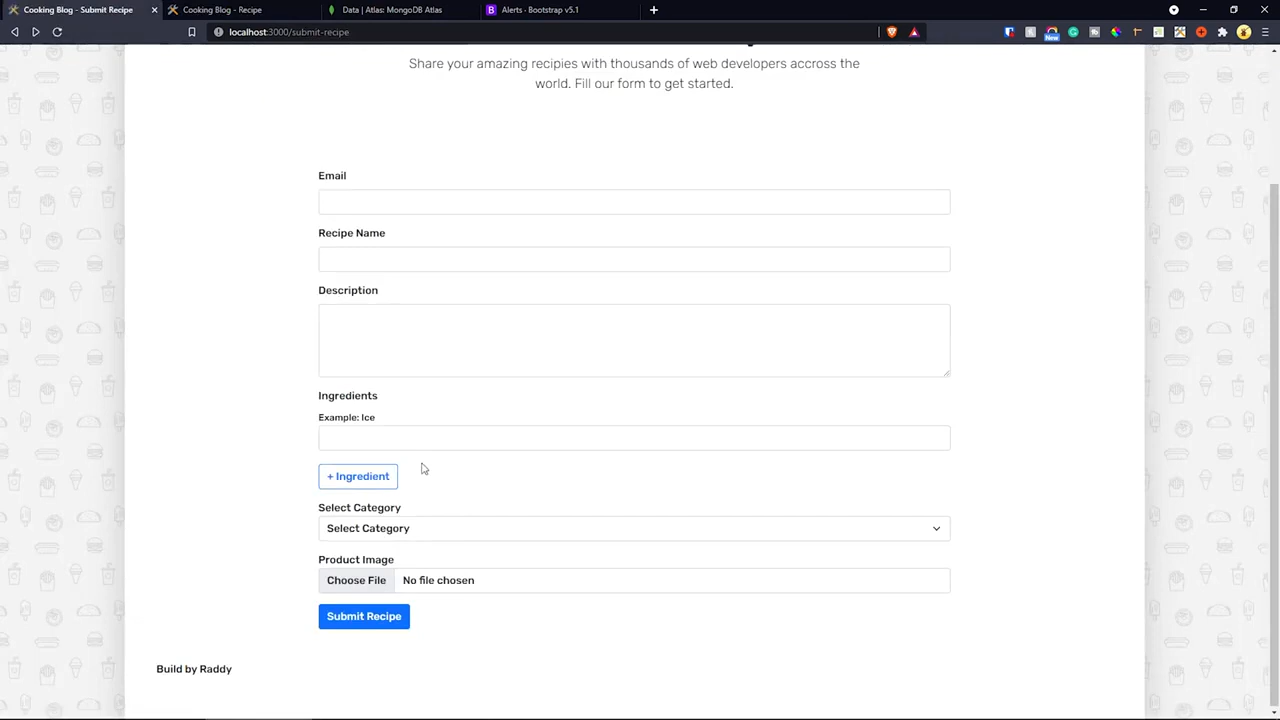 Cooking Blog - Submit Recipe
Cooking Blog - Recipe
Data | Atlas: MongoDB Atlas
Alerts · Bootstrap v5.1
localhost:3000/submit-recipe
New
Share your amazing recipies with thousands of web developers accross the
world. Fill our form to get started.
Email
Recipe Name
Description
Ingredients
Example: Ice
+ Ingredient
Select Category
Select Category
Product Image
Choose File No file chosen
Submit Recipe
Build by Raddy